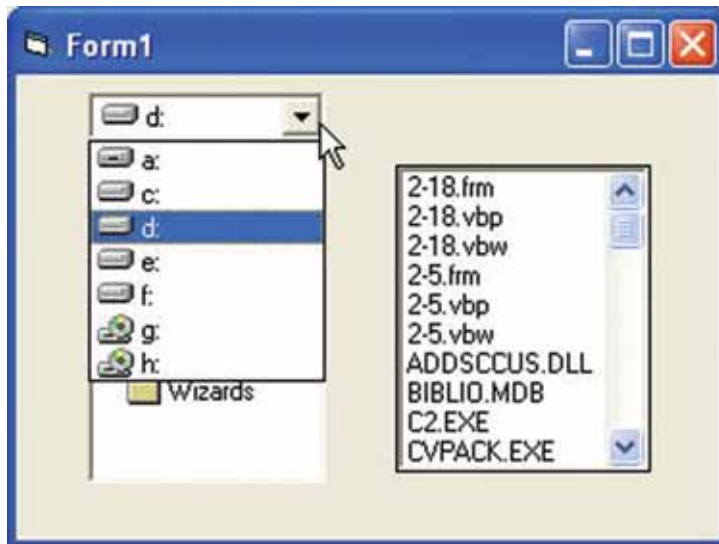 Form1
d:
a:
c:
d:
e:
f:
g:
h:
Wizards
2-18.frm
2-18.vbp
2-18.vbw
2-5.frm
2-5.vbp
2-5.vbw
ADDSCCUS.DLL
BIBLIO.MDB
C2.EXE
CVPACK.EXE